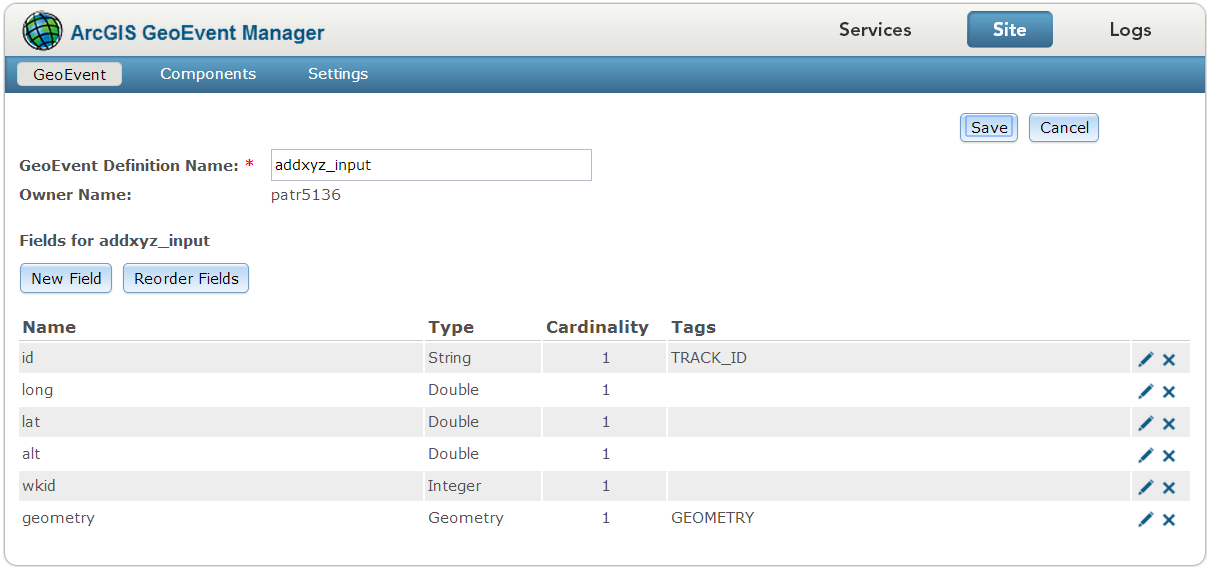 ArcGIS GeoEvent Manager Services Site Logs
GeoEvent Components Settings
Save Cancel
GeoEvent Definition Name: * addxyz_input
Owner Name: patr5136
Fields for addxyz_input
New Field Reorder Fields
Name Type Cardinality Tags
id String 1 TRACK_ID
long Double 1
lat Double 1
alt Double 1
wkid Integer 1
geometry Geometry 1 GEOMETRY